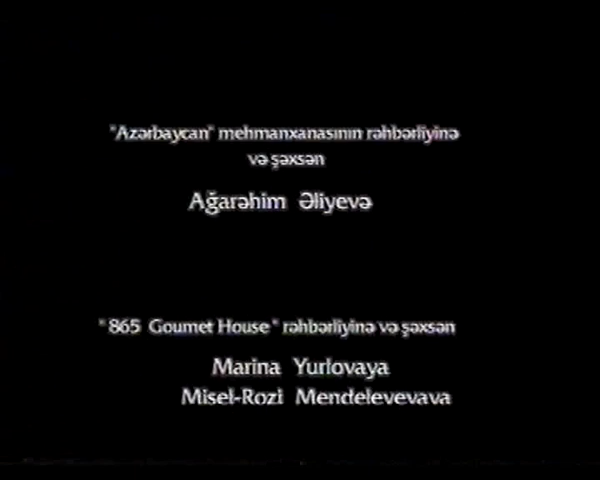 "Azərbaycan" mehmanxanasının rəhbərliyinə
və şəxsən
Ağarəhim Əliyevə
"865 Goumet House" rəhbərliyinə və şəxsən
Marina Yurlovaya
Misel-Rozi Mendelevevava